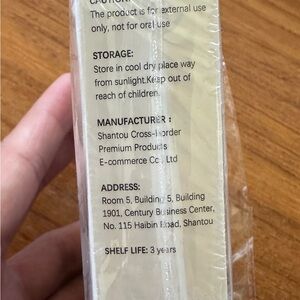 CAUTION:
The product is for external use
only, not for oral use
STORAGE:
Store in cool dry place way
from sunlight.Keep out of
reach of children.
MANUFACTURER :
Shantou Cross-border
Premium Products
E-commerce Co., Ltd
ADDRESS:
Room 5, Building 5, Building
1901, Century Business Center,
No. 115 Haibin Road, Shantou
SHELF LIFE: 3 years